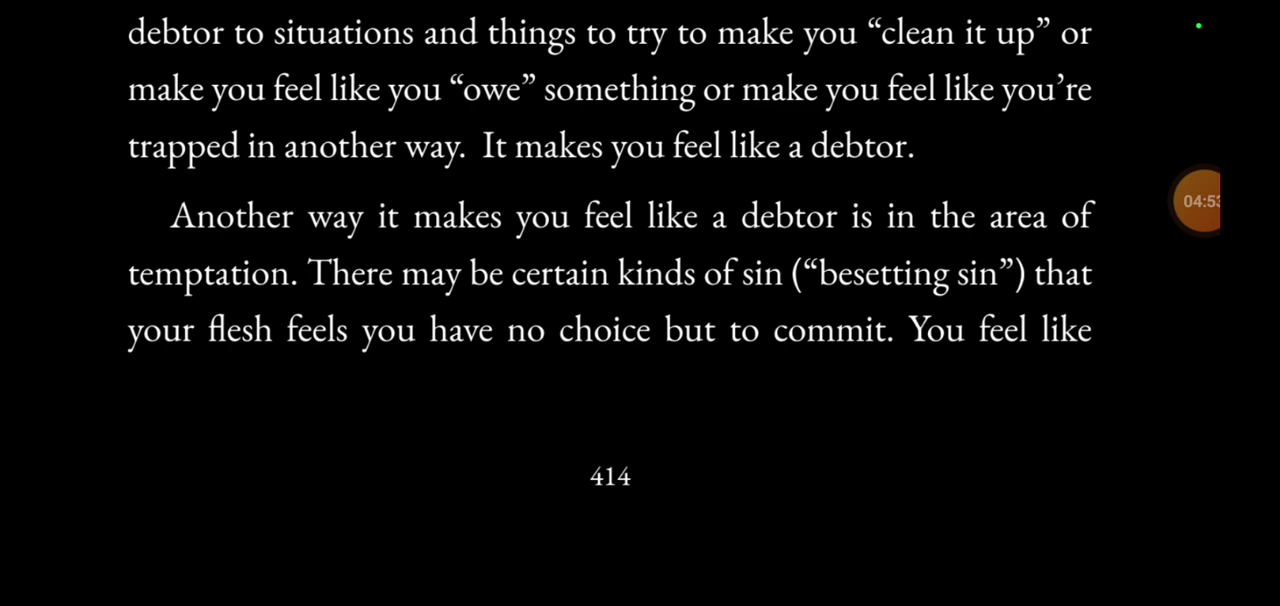 debtor to situations and things to try to make you “clean it up” or
make you feel like you “owe” something or make you feel like you’re
trapped in another way.  It makes you feel like a debtor.
Another way it makes you feel like a debtor is in the area of
temptation. There may be certain kinds of sin (“besetting sin”) that
your flesh feels you have no choice but to commit. You feel like
414
04:53